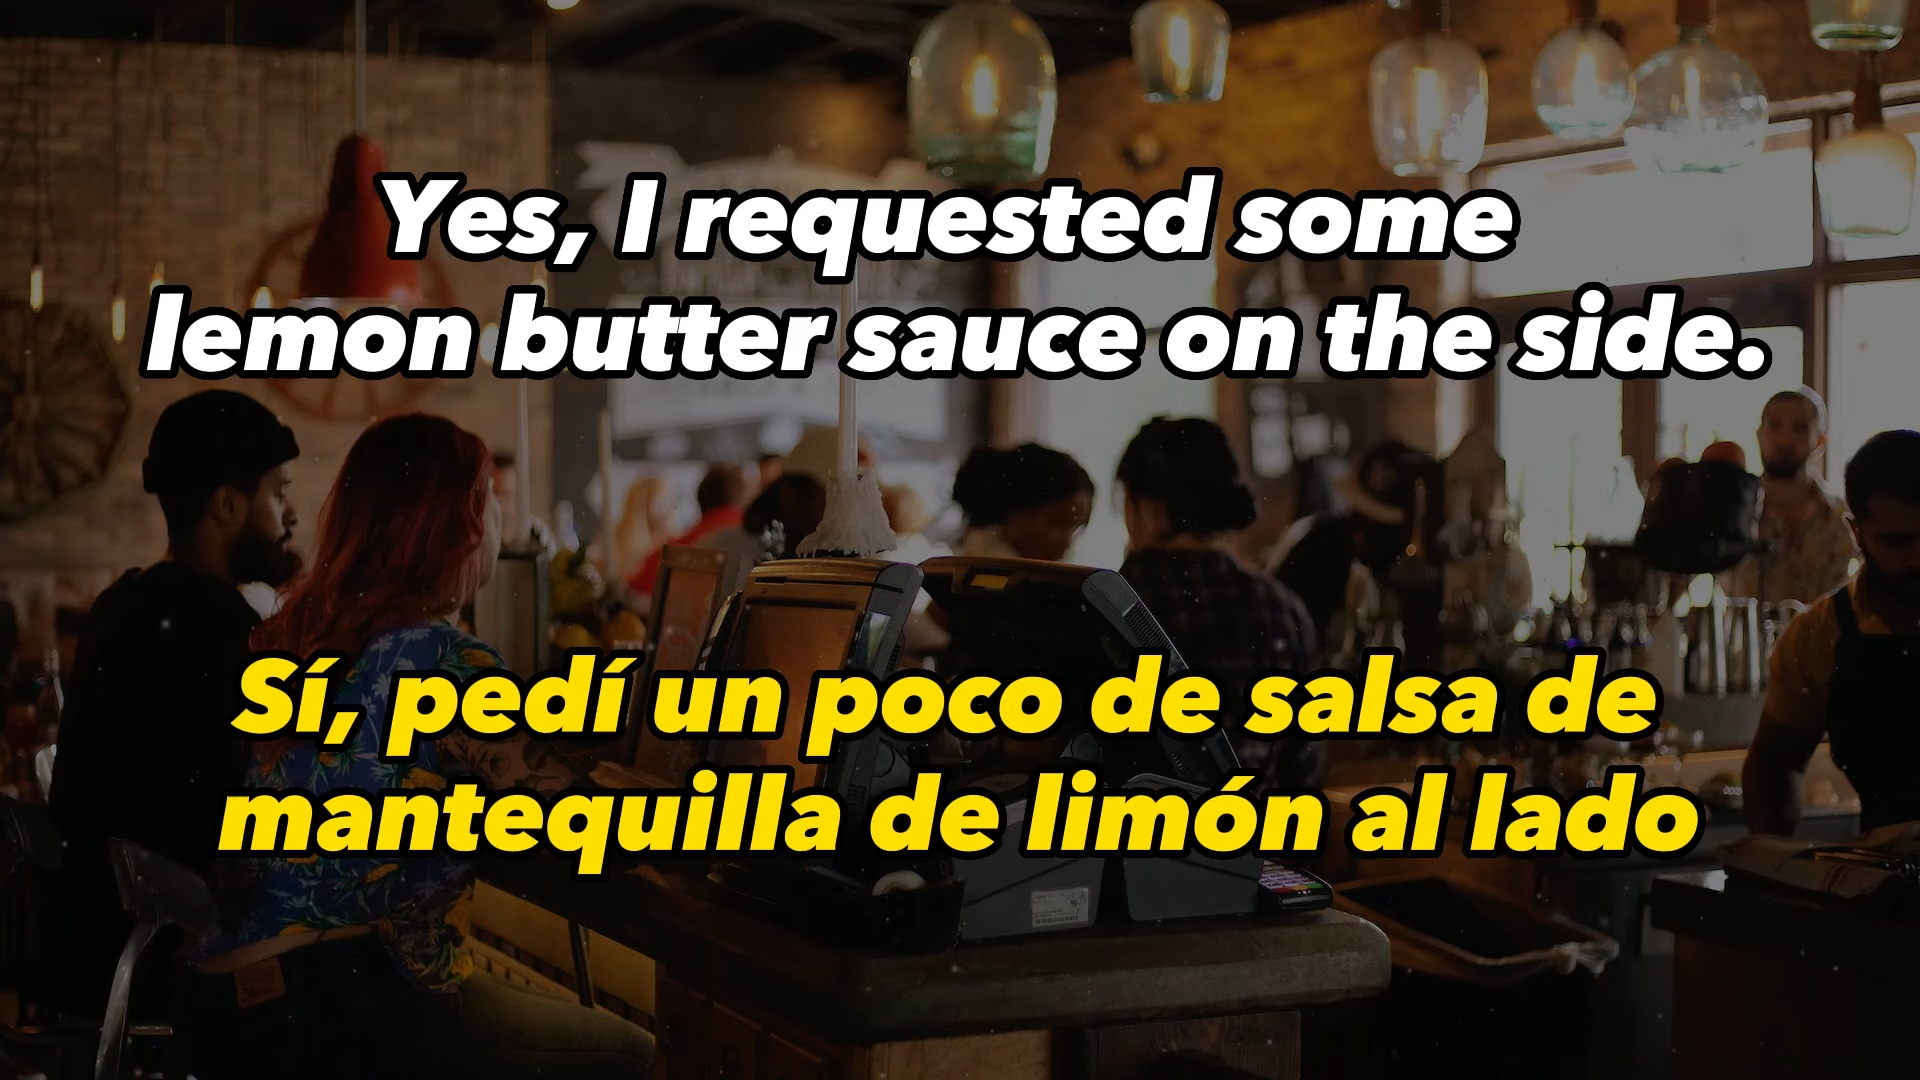 Yes, I requested some
lemon butter sauce on the side.
Sí, pedí un poco de salsa de
mantequilla de limón al lado